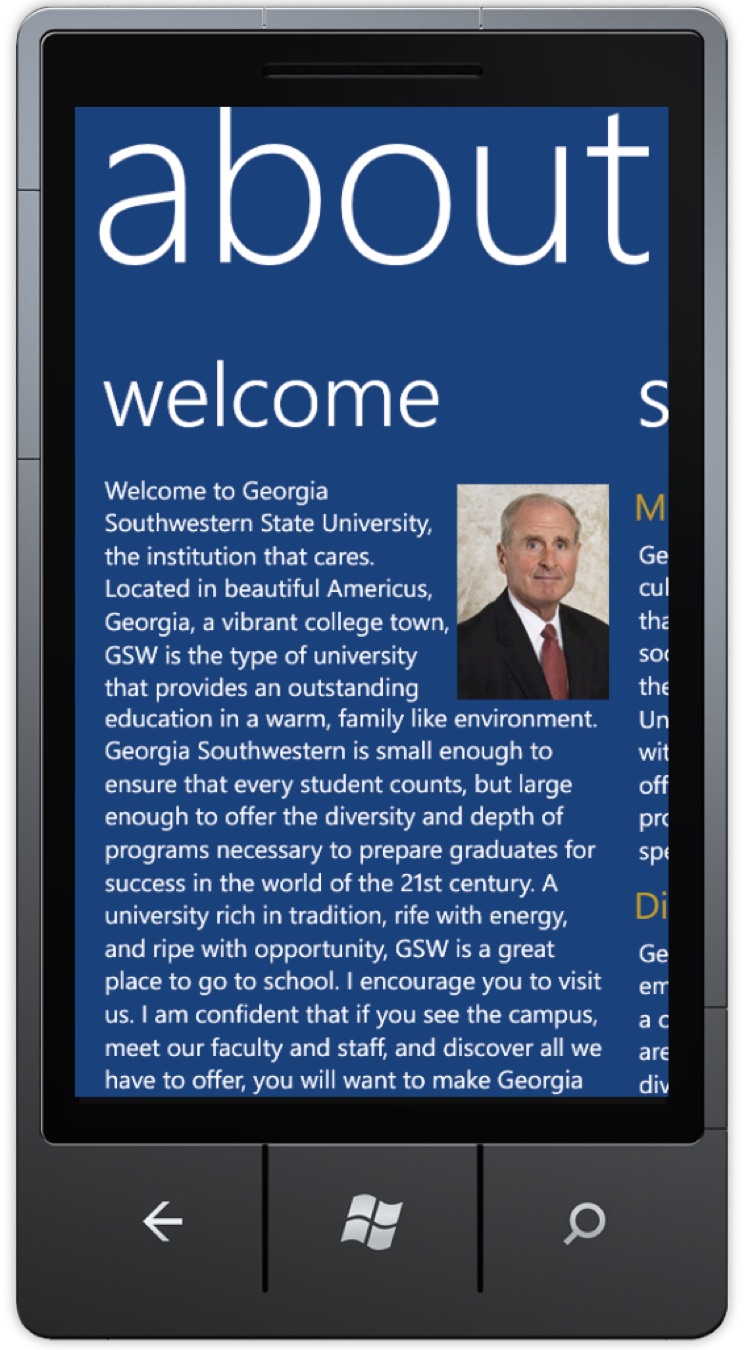 about
welcome
Welcome to Georgia
Southwestern State University,
the institution that cares.
Located in beautiful Americus,
Georgia, a vibrant college town,
GSW is the type of university
that provides an outstanding
education in a warm, family like environment.
Georgia Southwestern is small enough to
ensure that every student counts, but large
enough to offer the diversity and depth of
programs necessary to prepare graduates for
success in the world of the 21st century. A
university rich in tradition, rife with energy,
and ripe with opportunity, GSW is a great
place to go to school. I encourage you to visit
us. I am confident that if you see the campus,
meet our faculty and staff, and discover all we
have to offer, you will want to make Georgia
s
M
Ge
cul
tha
soc
the
Un
wit
off
pro
spe
Di
Ge
em
a c
are
div